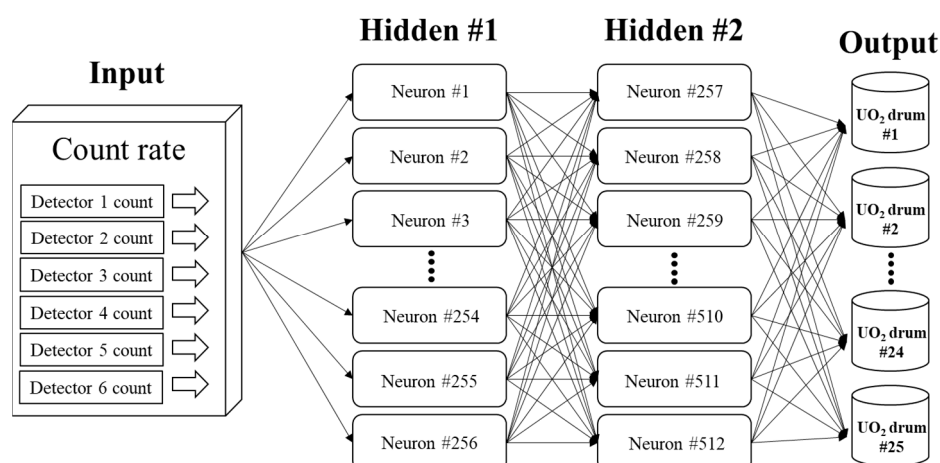 Input
Count rate
Detector 1 count
Detector 2 count
Detector 3 count
Detector 4 count
Detector 5 count
Detector 6 count
Hidden #1
Neuron #1
Neuron #2
Neuron #3
Neuron #254
Neuron #255
Neuron #256
Hidden #2
Neuron #257
Neuron #258
Neuron #259
Neuron #510
Neuron #511
Neuron #512
Output
UO₂ drum
#1
UO₂ drum
#2
UO₂ drum
#24
UO₂ drum
#25